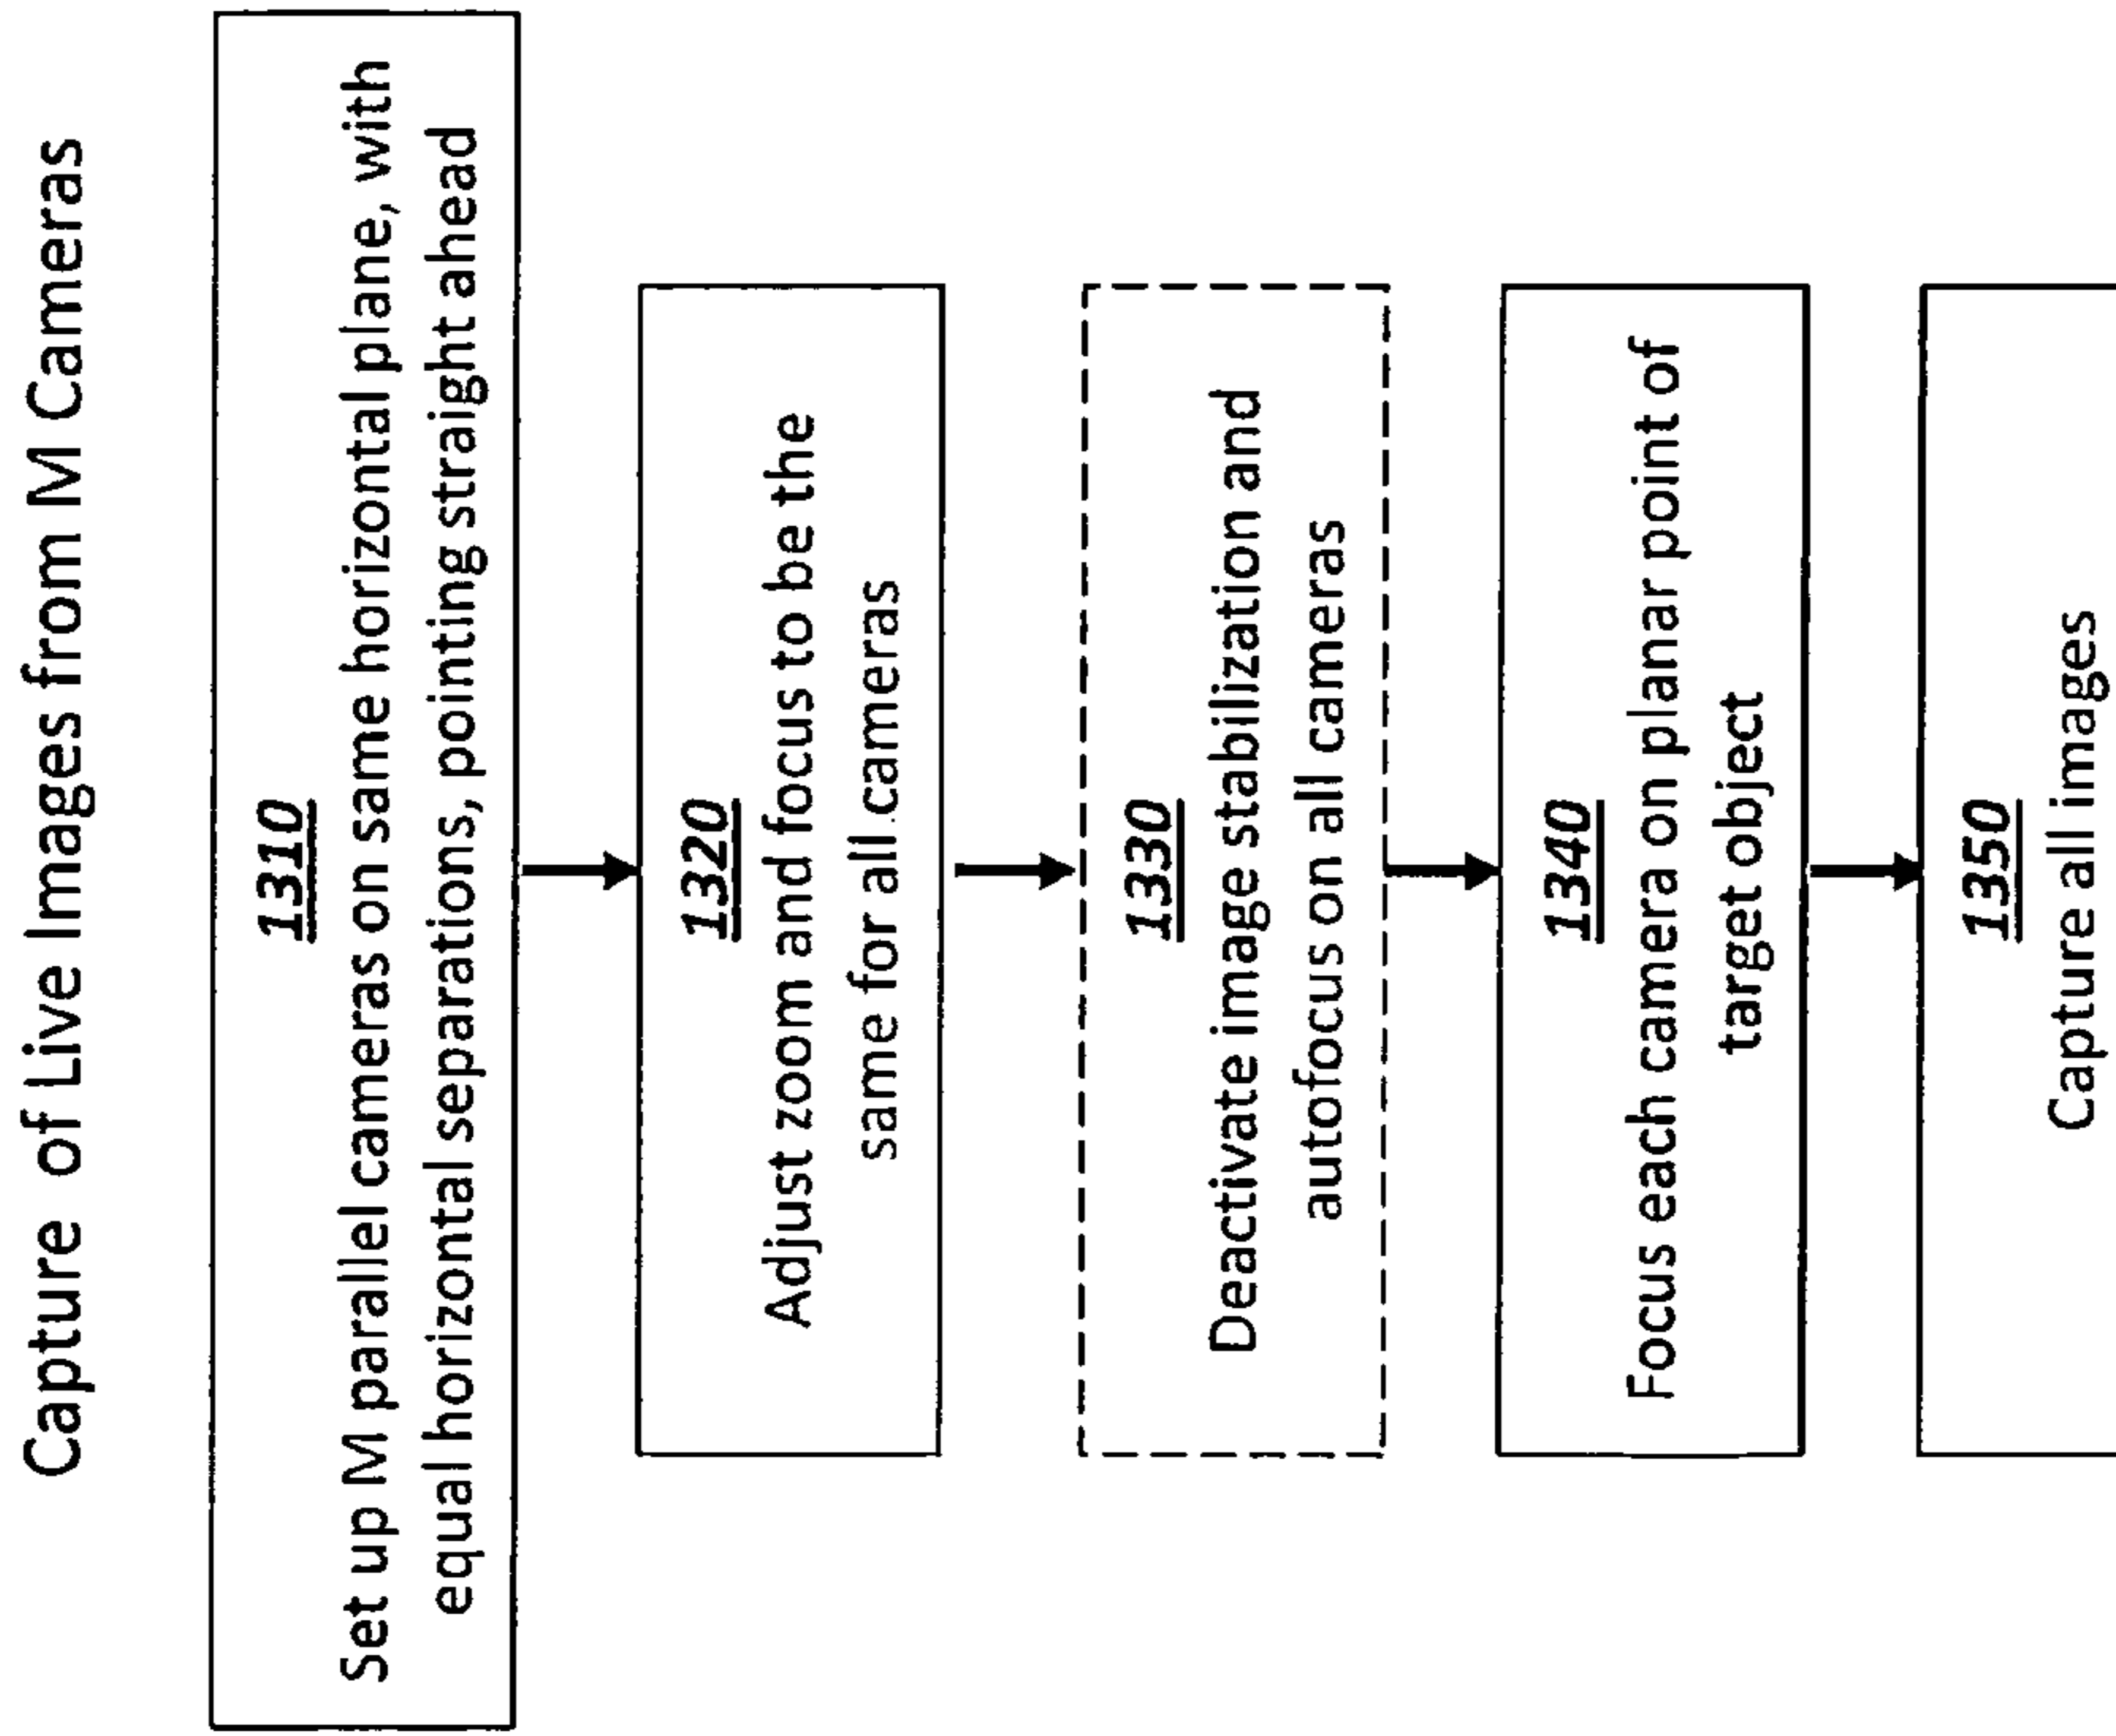 Capture of Live Images from M Cameras
1310
Set up M parallel cameras on same horizontal plane, with
equal horizontal separations, pointing straight ahead
1320
Adjust zoom and focus to be the
same for all cameras
1330
Deactivate image stabilization and
autofocus on all cameras
1340
Focus each camera on planar point of
target object
1350
Capture all images